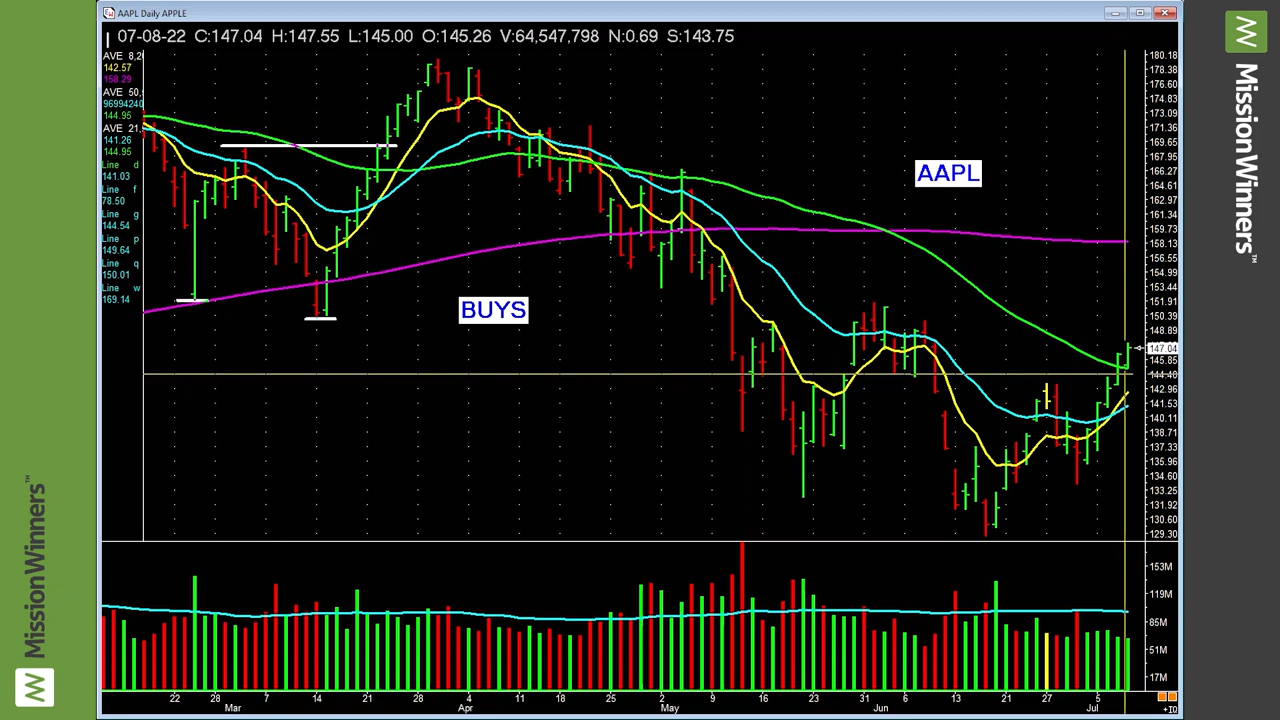 AAPL Daily APPLE
07-08-22 C:147.04 H:147.55 L:145.00 O:145.26 V:64,547,798 N:0.69 S:143.75
AVE 8,20
142.57
158.29
AVE 50,
96994240
144.95
AVE 21,
141.26
144.95
Line d
141.03
Line f
78.50
Line g
144.54
Line p
149.64
Line q
150.01
Line w
169.14
AAPL
BUYS
180.18
178.38
176.60
174.83
173.09
171.36
169.65
167.95
166.27
164.61
162.97
161.34
159.73
158.13
156.55
154.99
153.44
151.91
150.39
148.89
147.04
145.85
144.40
142.96
141.53
140.11
138.71
137.33
135.96
134.60
133.25
131.92
130.60
129.30
153M
119M
85M
51M
17M
22 28 7 14 21 28 4 11 18 25 2 9 16 23 31 6 13 21 27 5
Mar Apr May Jun Jul
MissionWinners™
MissionWinners™